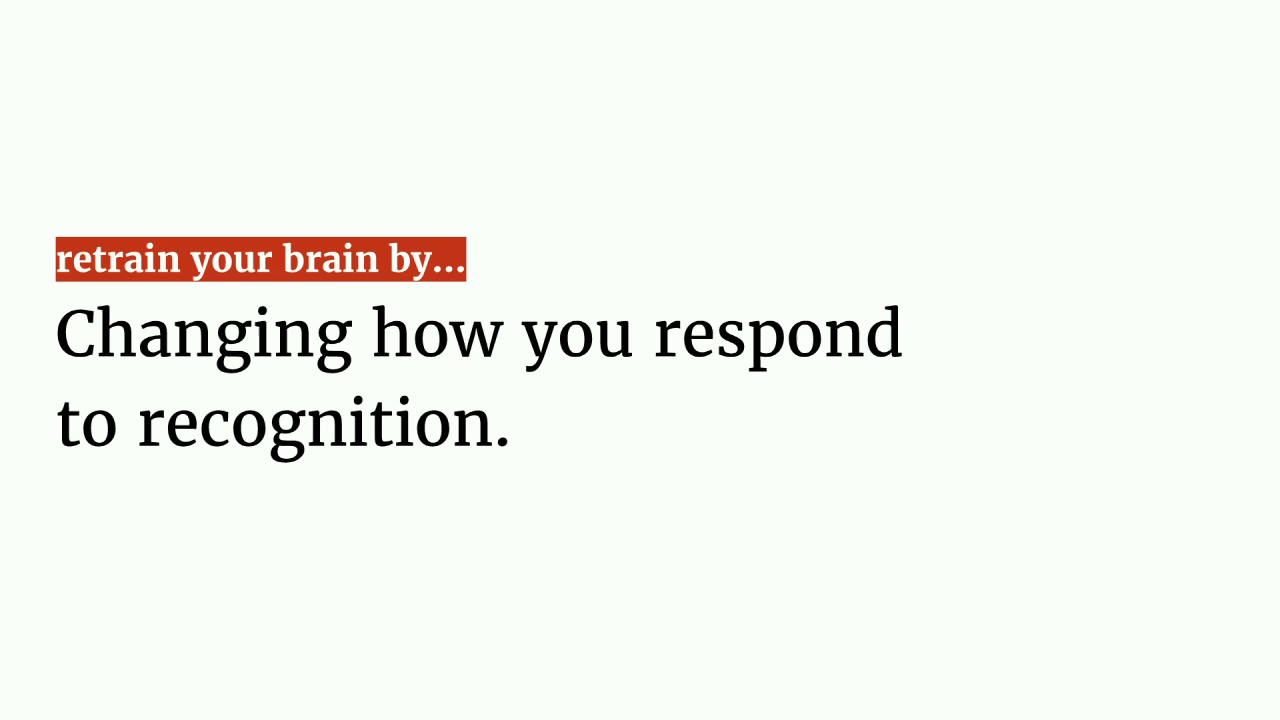 retrain your brain by...
Changing how you respond
to recognition.